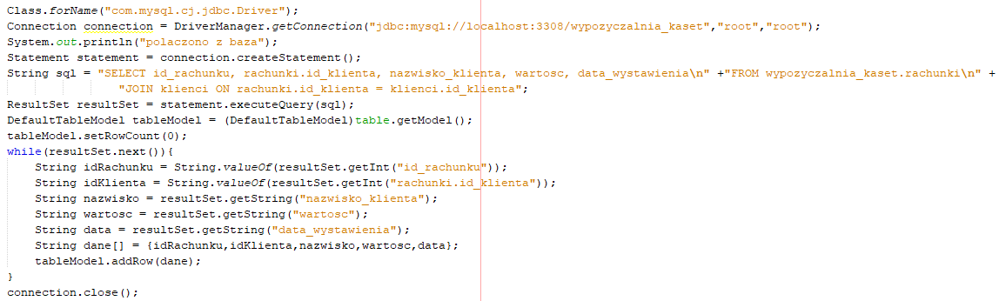 Class.forName("com.mysql.cj.jdbc.Driver");
Connection connection = DriverManager.getConnection("jdbc:mysql://localhost:3308/wypozyczalnia_kaset","root","root");
System.out.println("polaczono z baza");
Statement statement = connection.createStatement();
String sql = "SELECT id_rachunku, rachunki.id_klienta, nazwisko_klienta, wartosc, data_wystawienia\n" +"FROM wypozyczalnia_kaset.rachunki\n" +
"JOIN klienci ON rachunki.id_klienta = klienci.id_klienta";
ResultSet resultSet = statement.executeQuery(sql);
DefaultTableModel tableModel = (DefaultTableModel)table.getModel();
tableModel.setRowCount(0);
while(resultSet.next()){
String idRachunku = String.valueOf(resultSet.getInt("id_rachunku"));
String idKlienta = String.valueOf(resultSet.getInt("rachunki.id_klienta"));
String nazwisko = resultSet.getString("nazwisko_klienta");
String wartosc = resultSet.getString("wartosc");
String data = resultSet.getString("data_wystawienia");
String dane[] = {idRachunku,idKlienta,nazwisko,wartosc,data};
tableModel.addRow(dane);
}
connection.close();